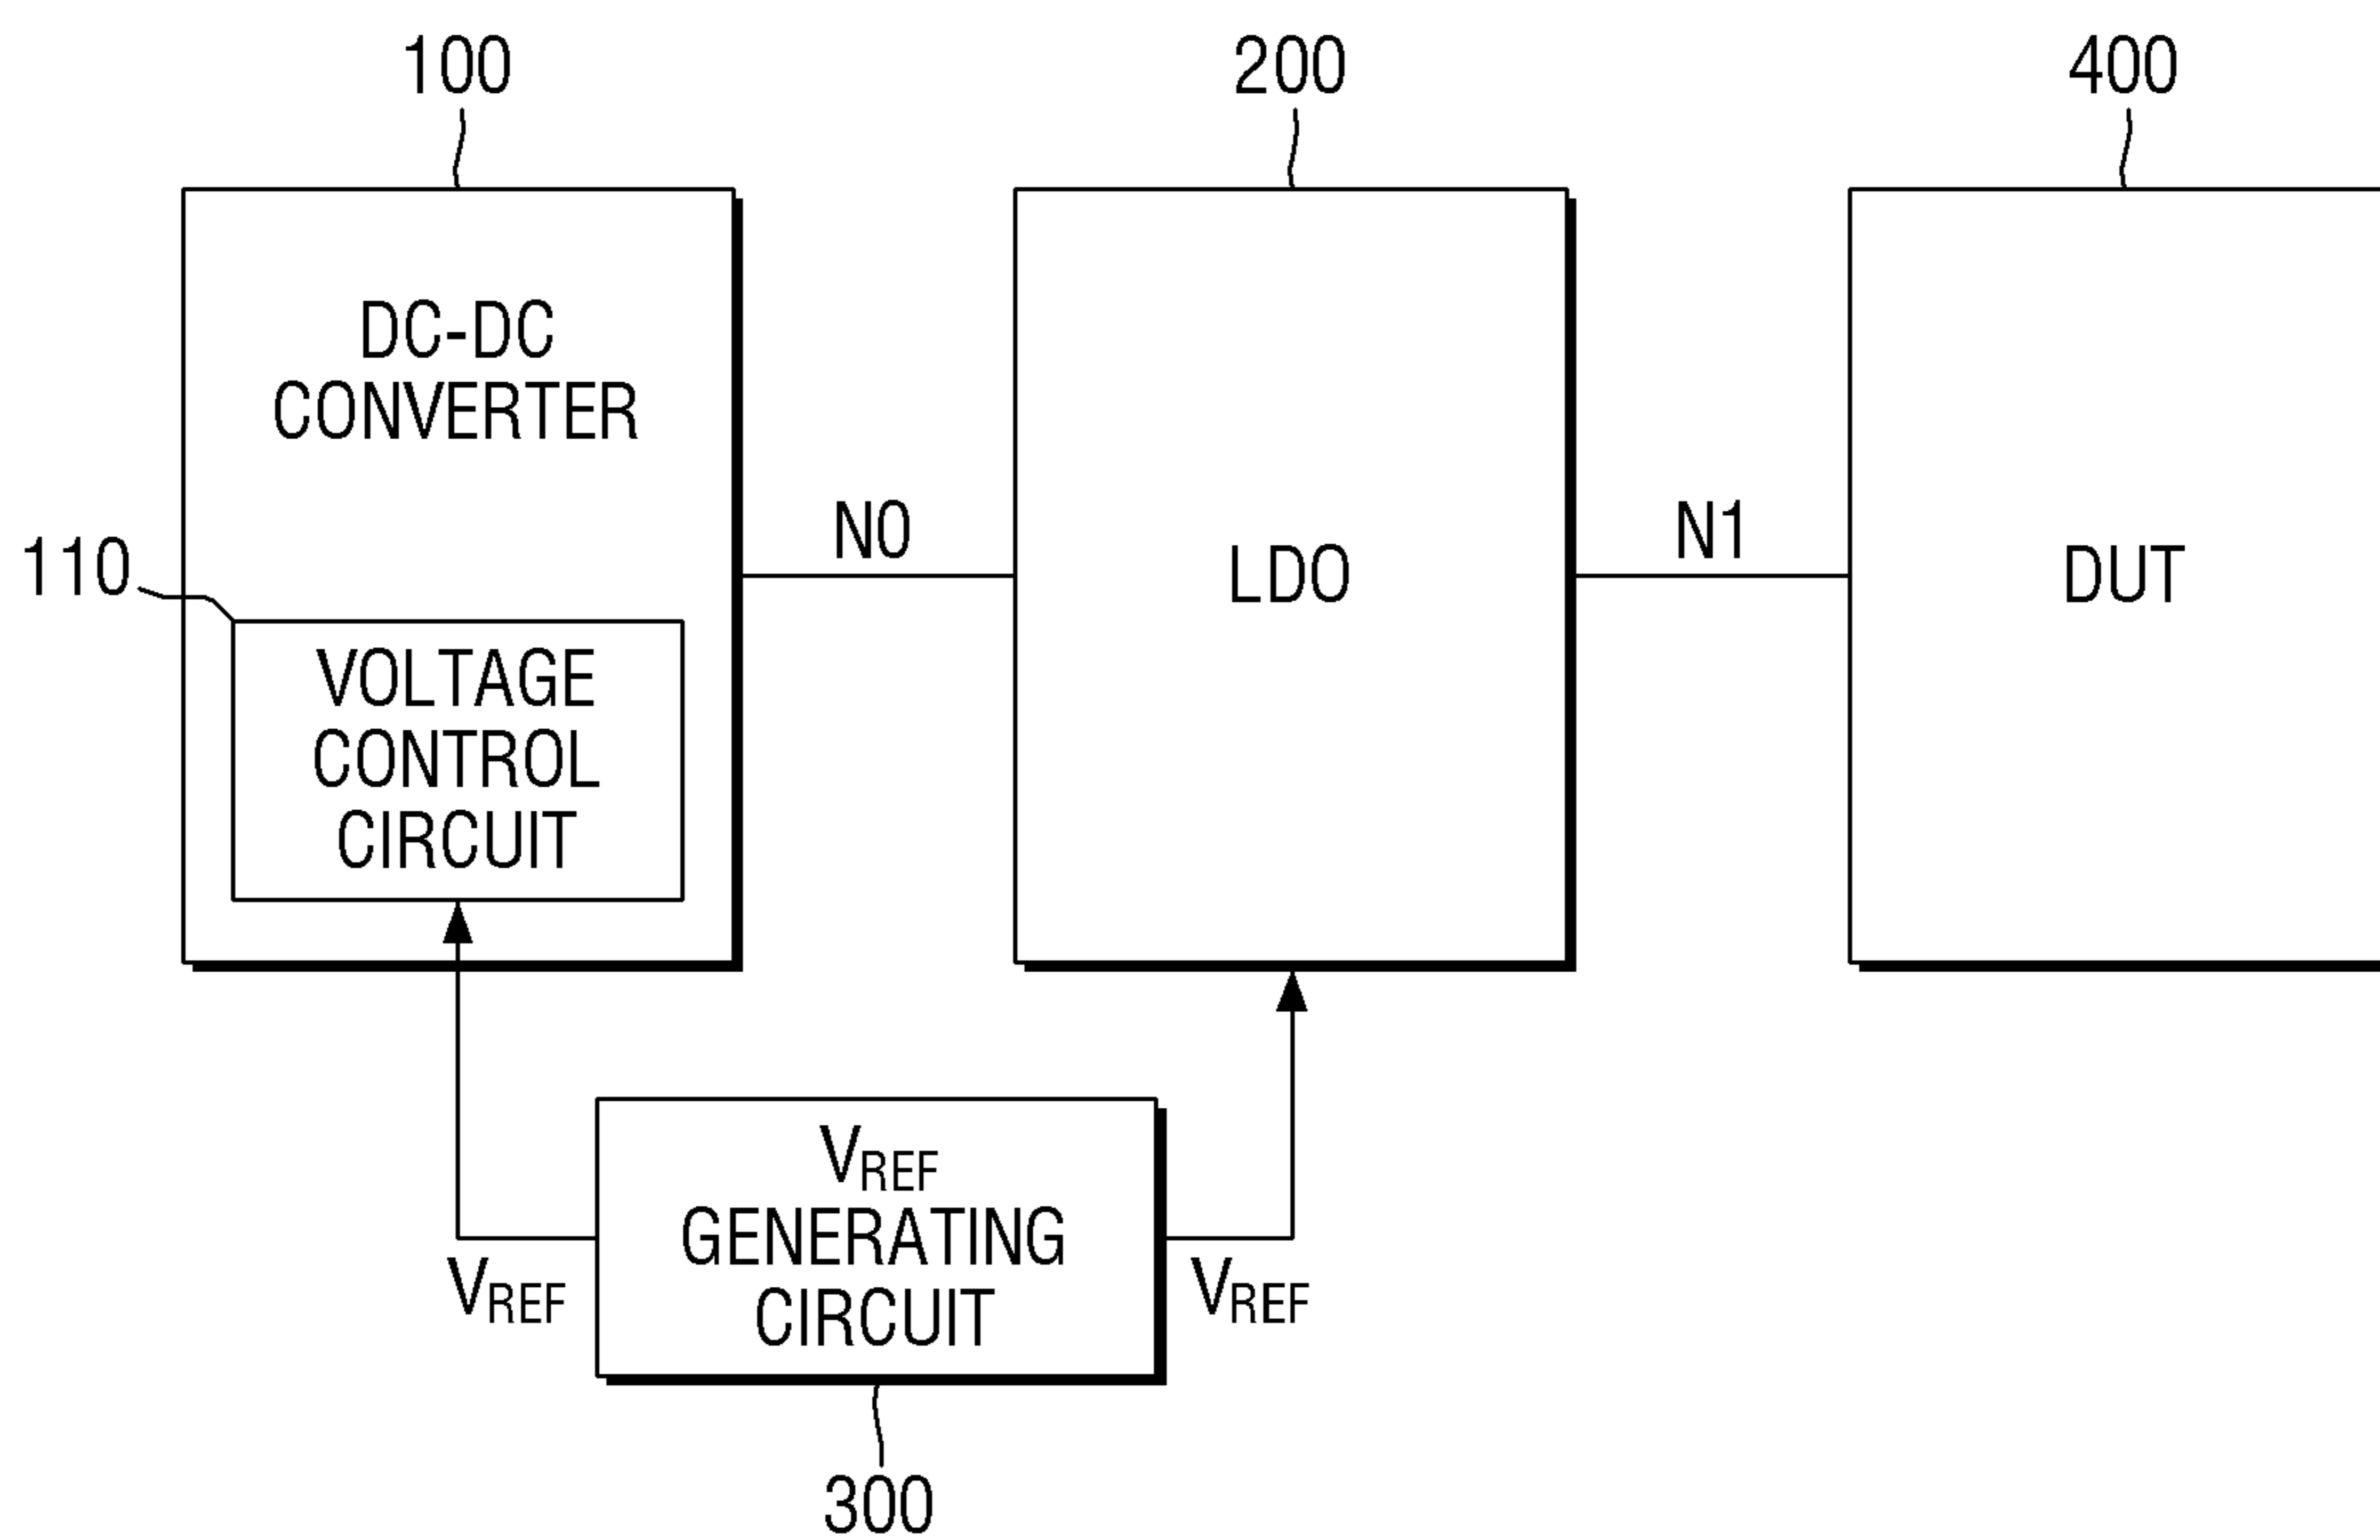 100
200
400
DC-DC
CONVERTER
N0
LDO
N1
DUT
110
VOLTAGE
CONTROL
CIRCUIT
VREF
GENERATING
CIRCUIT
VREF
VREF
300